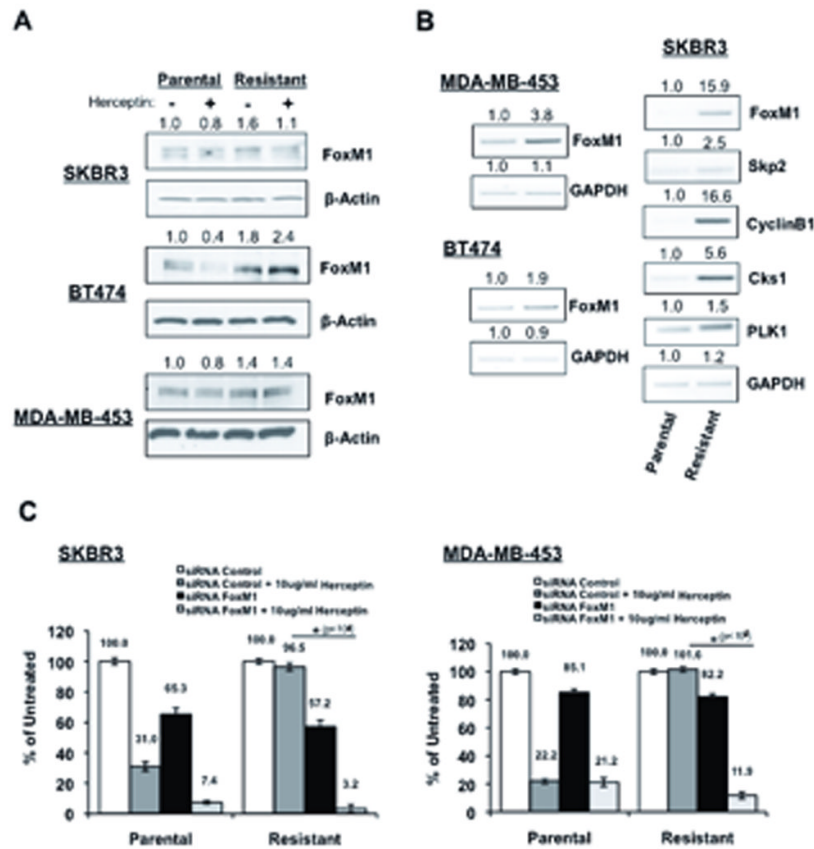 A
Parental Resistant
Herceptin: - + - +
1.0 0.8 1.6 1.1
SKBR3
FoxM1
β-Actin
1.0 0.4 1.8 2.4
BT474
FoxM1
β-Actin
1.0 0.8 1.4 1.4
MDA-MB-453
FoxM1
β-Actin
B
MDA-MB-453
1.0 3.8
FoxM1
1.0 1.1
GAPDH
BT474
1.0 1.9
FoxM1
1.0 0.9
GAPDH
SKBR3
1.0 15.9
FoxM1
1.0 2.5
Skp2
1.0 16.6
CyclinB1
1.0 5.6
Cks1
1.0 1.5
PLK1
1.0 1.2
GAPDH
Parental
Resistant
C
SKBR3
siRNA Control
siRNA Control + 10ug/ml Herceptin
siRNA FoxM1
siRNA FoxM1 + 10ug/ml Herceptin
% of Untreated
120
100
80
60
40
20
0
100.0 31.0 65.3 7.4
100.0 96.5 57.2 3.2
*
Parental Resistant
MDA-MB-453
siRNA Control
siRNA Control + 10ug/ml Herceptin
siRNA FoxM1
siRNA FoxM1 + 10ug/ml Herceptin
% of Untreated
120
100
80
60
40
20
0
100.0 22.2 85.1 21.2
100.0 101.6 82.2 11.9
*
Parental Resistant